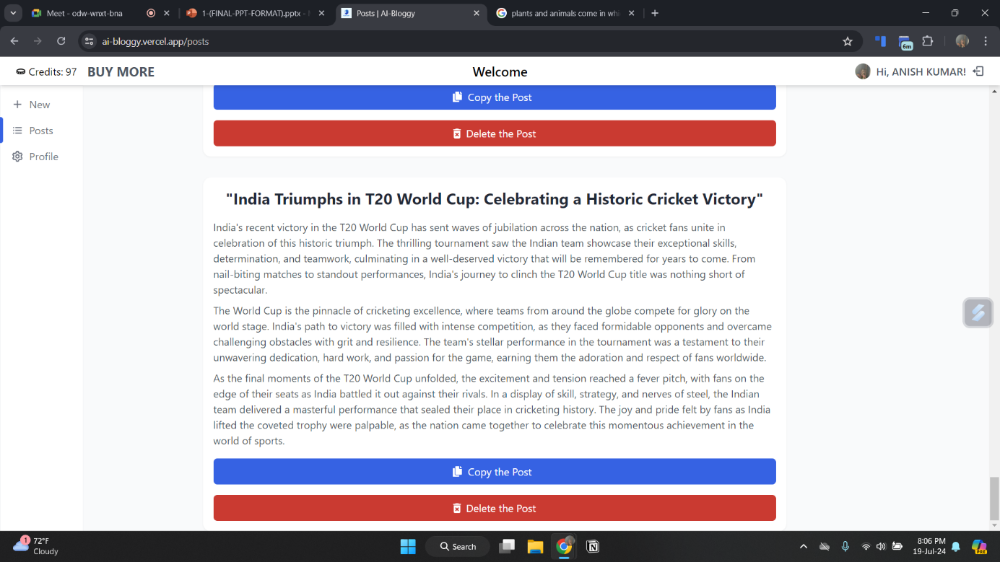 Meet - odw-wnxt-bna
1-(FINAL-PPT-FORMAT).pptx -
Posts | AI-Bloggy
plants and animals come in whi
ai-bloggy.vercel.app/posts
6m
Credits: 97 BUY MORE
Welcome
Hi, ANISH KUMAR!
New
Posts
Profile
Copy the Post
Delete the Post
"India Triumphs in T20 World Cup: Celebrating a Historic Cricket Victory"
India's recent victory in the T20 World Cup has sent waves of jubilation across the nation, as cricket fans unite in
celebration of this historic triumph. The thrilling tournament saw the Indian team showcase their exceptional skills,
determination, and teamwork, culminating in a well-deserved victory that will be remembered for years to come. From
nail-biting matches to standout performances, India's journey to clinch the T20 World Cup title was nothing short of
spectacular.
The World Cup is the pinnacle of cricketing excellence, where teams from around the globe compete for glory on the
world stage. India's path to victory was filled with intense competition, as they faced formidable opponents and overcame
challenging obstacles with grit and resilience. The team's stellar performance in the tournament was a testament to their
unwavering dedication, hard work, and passion for the game, earning them the adoration and respect of fans worldwide.
As the final moments of the T20 World Cup unfolded, the excitement and tension reached a fever pitch, with fans on the
edge of their seats as India battled it out against their rivals. In a display of skill, strategy, and nerves of steel, the Indian
team delivered a masterful performance that sealed their place in cricketing history. The joy and pride felt by fans as India
lifted the coveted trophy were palpable, as the nation came together to celebrate this momentous achievement in the
world of sports.
Copy the Post
Delete the Post
1
72°F
Cloudy
Search
8:06 PM
19-Jul-24
PRE